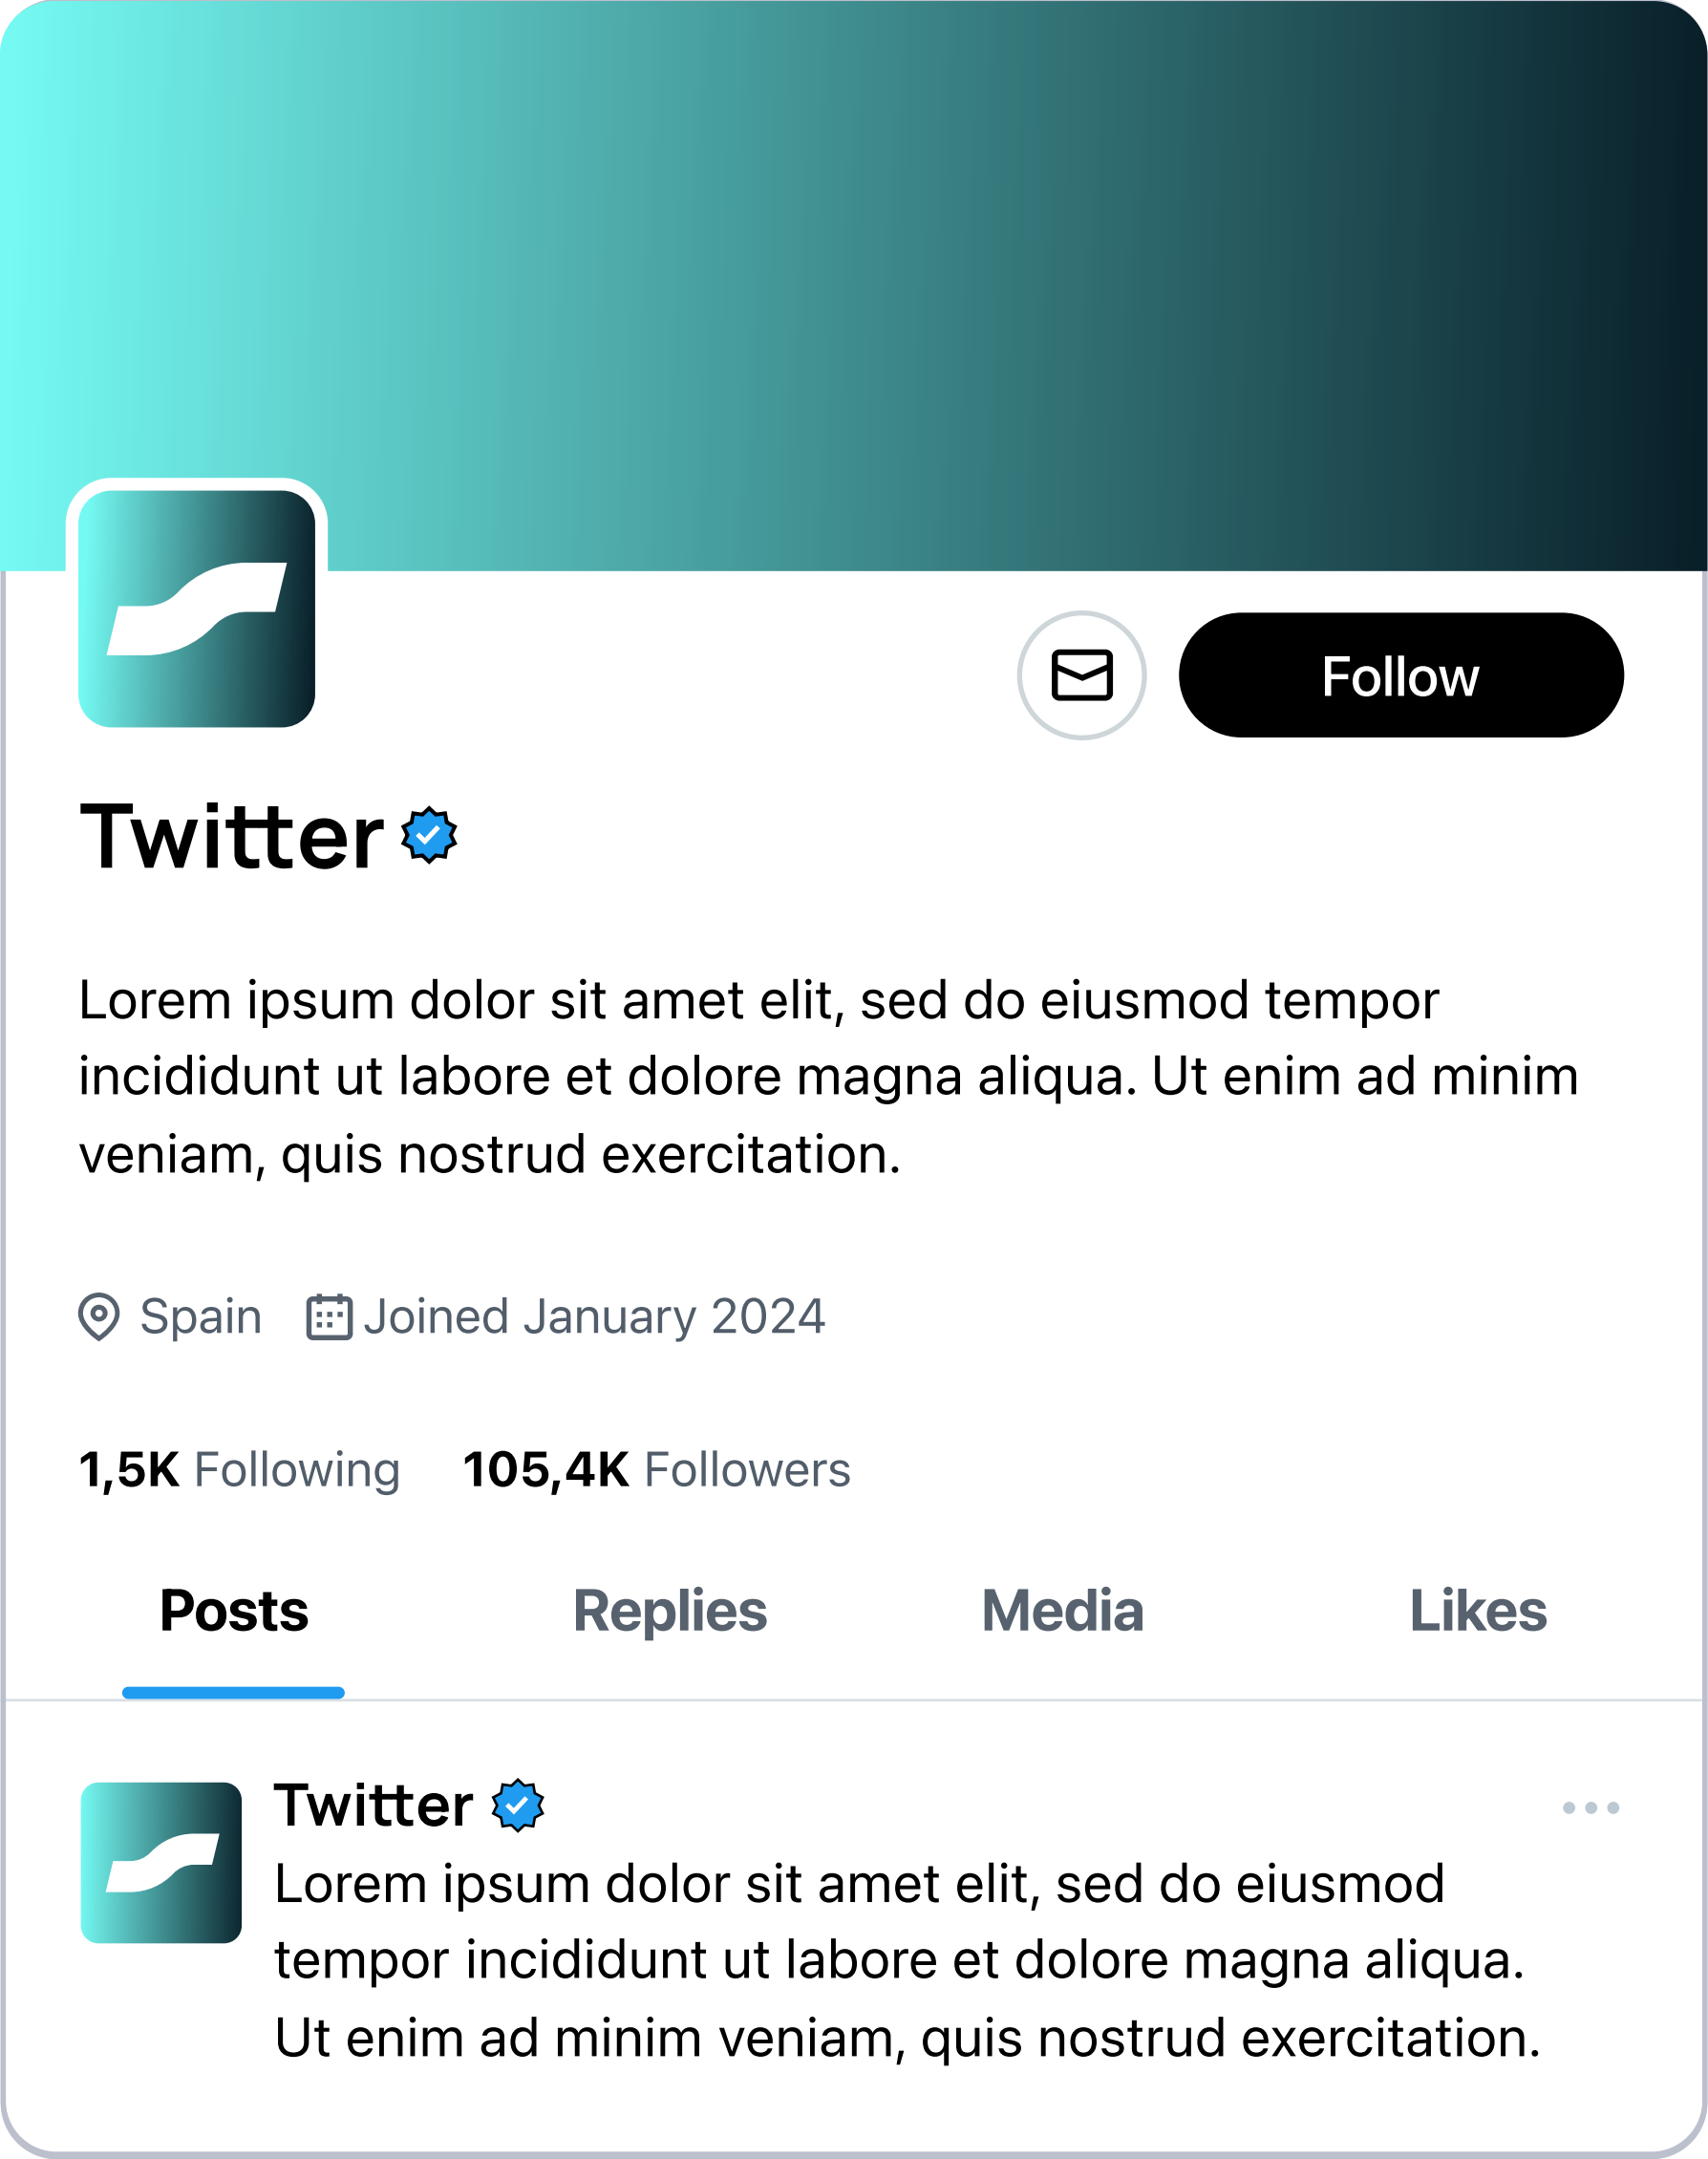 Follow
Twitter
Lorem ipsum dolor sit amet elit, sed do eiusmod tempor
incididunt ut labore et dolore magna aliqua. Ut enim ad minim
veniam, quis nostrud exercitation.
Spain Joined January 2024
1,5K Following 105,4K Followers
Posts Replies Media Likes
Twitter
Lorem ipsum dolor sit amet elit, sed do eiusmod
tempor incididunt ut labore et dolore magna aliqua.
Ut enim ad minim veniam, quis nostrud exercitation.